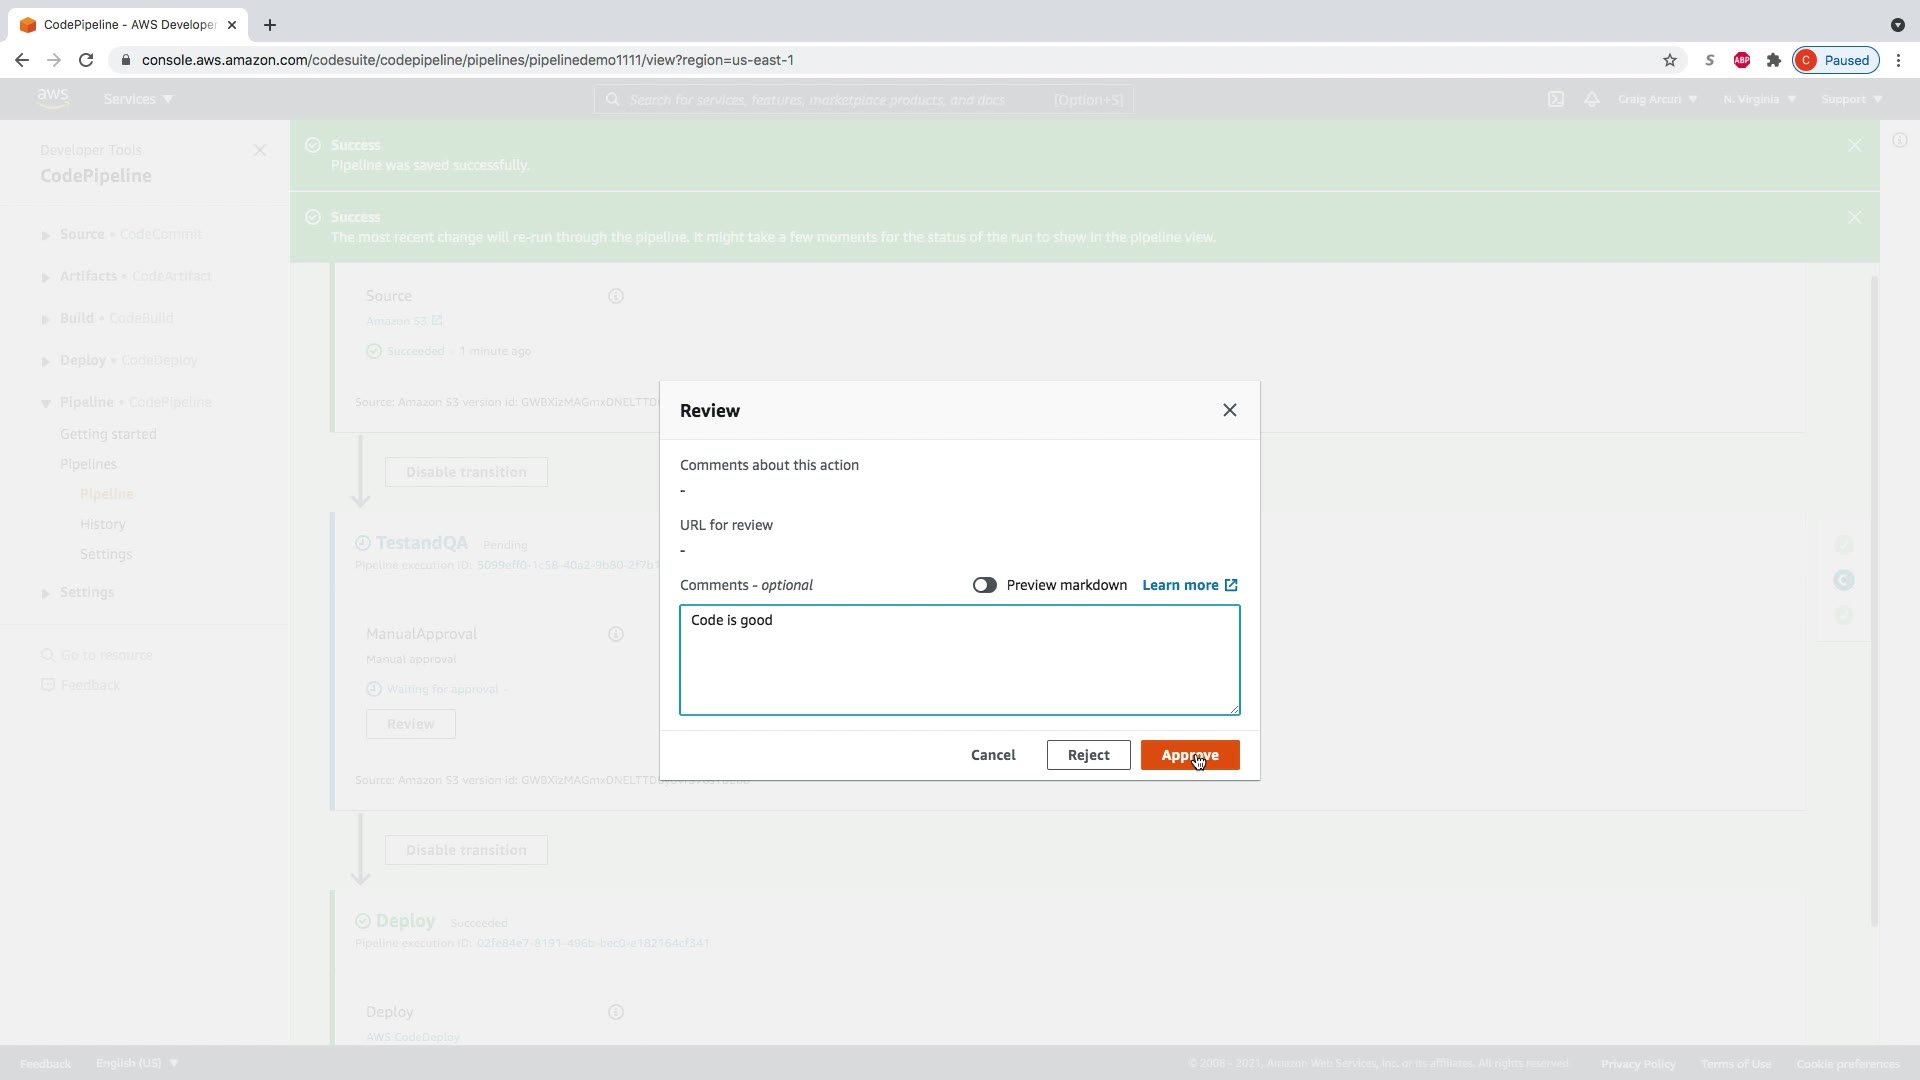 CodePipeline - AWS Developer
console.aws.amazon.com/codesuite/codepipeline/pipelines/pipelinedemo1111/view?region=us-east-1
S
ABP
C Paused
aws Services
Search for services, features, marketplace products, and docs [Option+S]
Craig Arcuri N. Virginia Support
Developer Tools
CodePipeline
Source • CodeCommit
Artifacts • CodeArtifact
Build • CodeBuild
Deploy • CodeDeploy
Pipeline • CodePipeline
Getting started
Pipelines
Pipeline
History
Settings
Settings
Go to resource
Feedback
Success
Pipeline was saved successfully.
Success
The most recent change will re-run through the pipeline. It might take a few moments for the status of the run to show in the pipeline view.
Source
Amazon S3
Succeeded - 1 minute ago
Source: Amazon S3 version id:
Disable transition
TestandQA Pending
Pipeline execution ID: 5099eff0-1c58-40a2-9b80-2f7b1
ManualApproval
Manual approval
Waiting for approval -
Review
Source: Amazon S3 version id:
Disable transition
Deploy Succeeded
Pipeline execution ID: 02fe84e7-8191-496b-bec0-e182164cf341
Deploy
AWS CodeDeploy
Review
Comments about this action
-
URL for review
-
Comments - optional
Preview markdown Learn more
Code is good
Cancel Reject Approve
Feedback English (US)
© 2008 - 2021, Amazon Web Services, Inc. or its affiliates. All rights reserved. Privacy Policy Terms of Use Cookie preferences